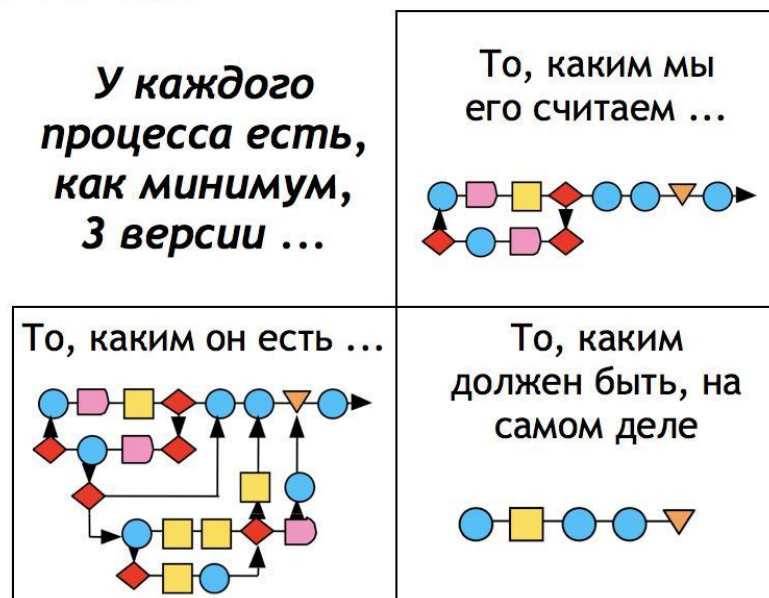 У каждого
процесса есть,
как минимум,
3 версии ...
То, каким мы
его считаем ...
То, каким он есть ...
То, каким
должен быть, на
самом деле